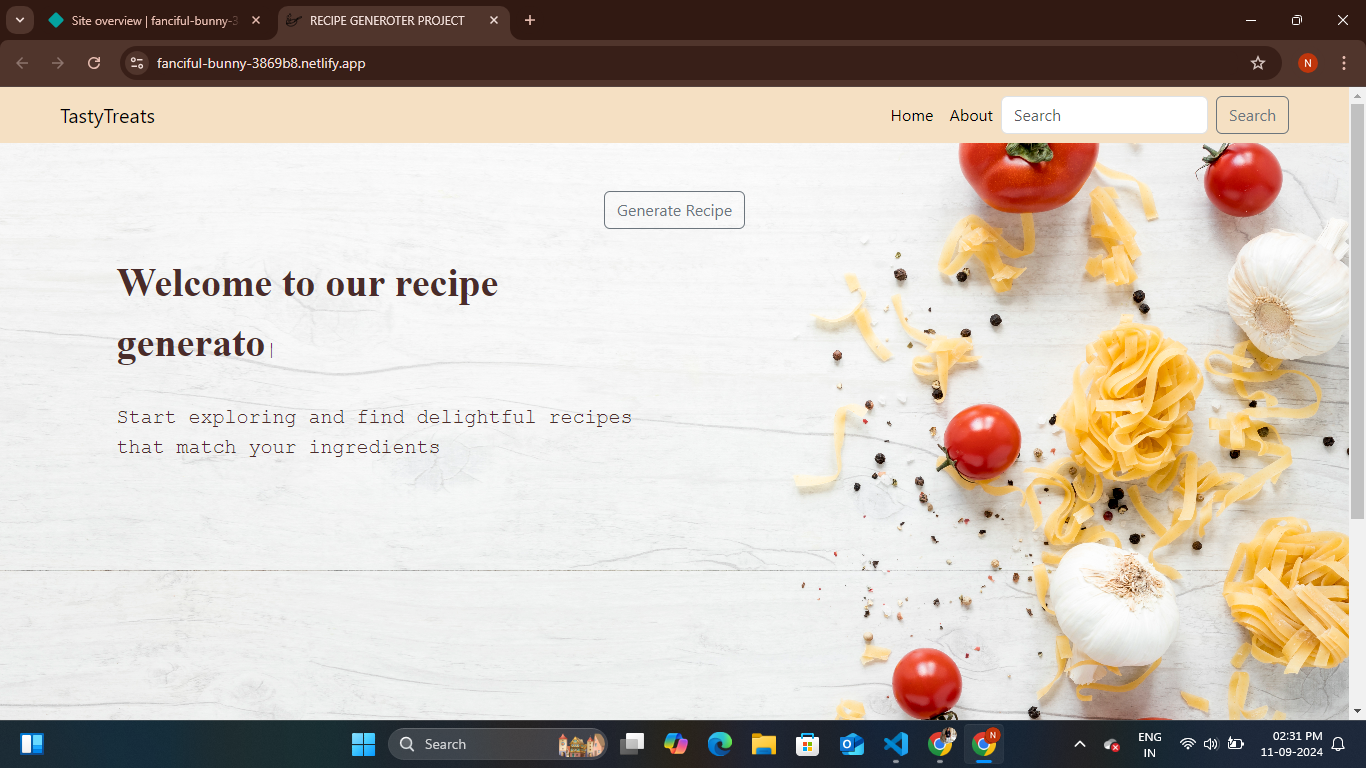 Site overview | fanciful-bunny-3
RECIPE GENEROTER PROJECT
fanciful-bunny-3869b8.netlify.app
N
TastyTreats
Home About Search Search
Generate Recipe
Welcome to our recipe
generato|
Start exploring and find delightful recipes
that match your ingredients
Search
N
ENG
IN
02:31 PM
11-09-2024